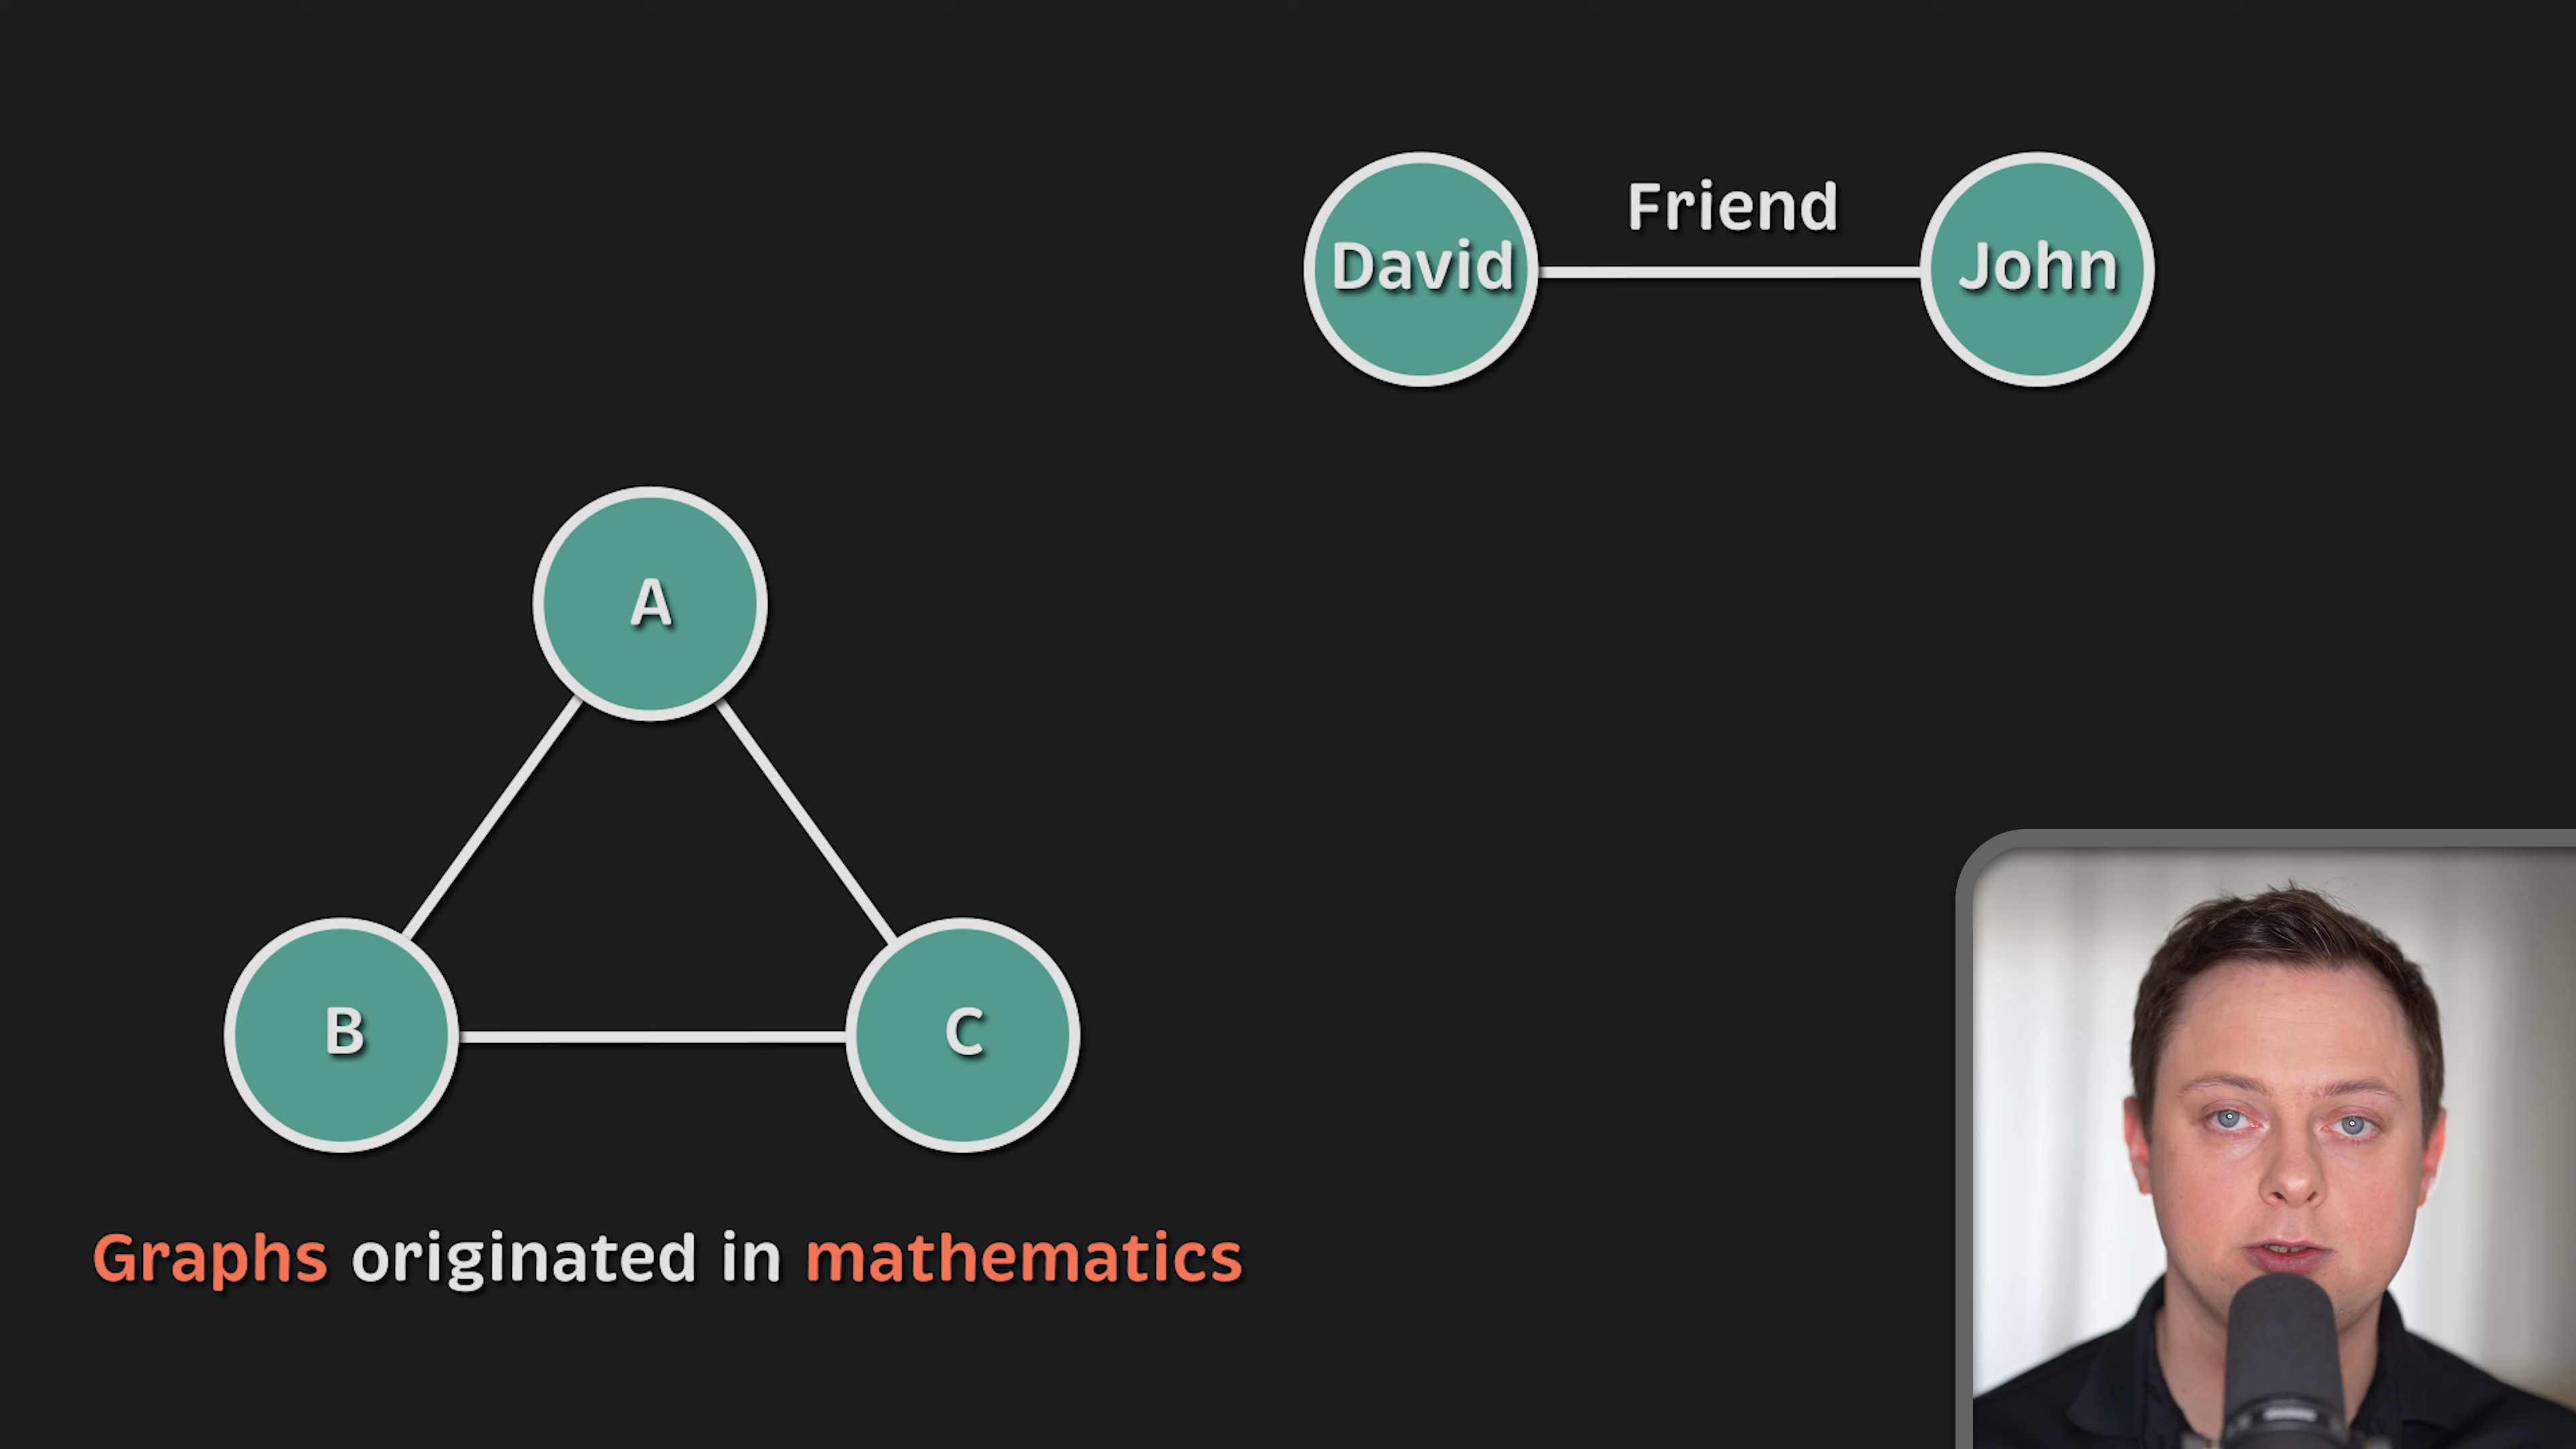 Friend
David
John
A
B
C
Graphs originated in mathematics